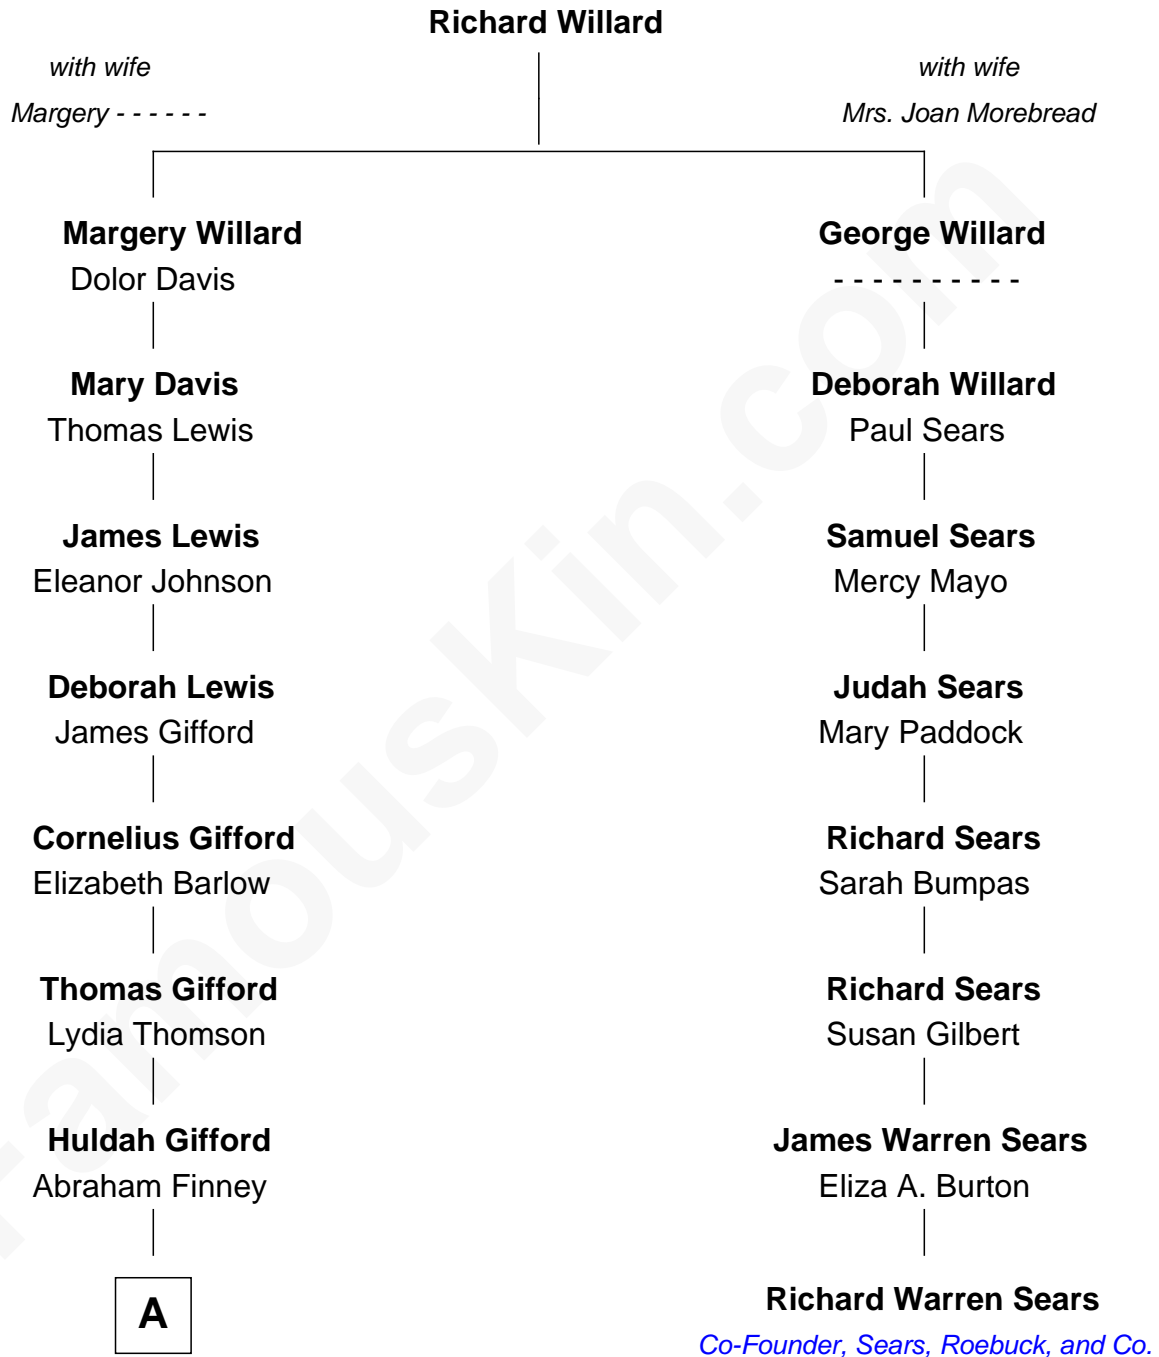 Richard Willard
with wife
Margery - - - - - -
with wife
Mrs. Joan Morebread
Margery Willard
Dolor Davis
George Willard
- - - - - - - - - -
Mary Davis
Thomas Lewis
Deborah Willard
Paul Sears
James Lewis
Eleanor Johnson
Samuel Sears
Mercy Mayo
Deborah Lewis
James Gifford
Judah Sears
Mary Paddock
Cornelius Gifford
Elizabeth Barlow
Richard Sears
Sarah Bumpas
Thomas Gifford
Lydia Thomson
Richard Sears
Susan Gilbert
Huldah Gifford
Abraham Finney
James Warren Sears
Eliza A. Burton
A
Richard Warren Sears
Co-Founder, Sears, Roebuck, and Co.
FamousKin.com